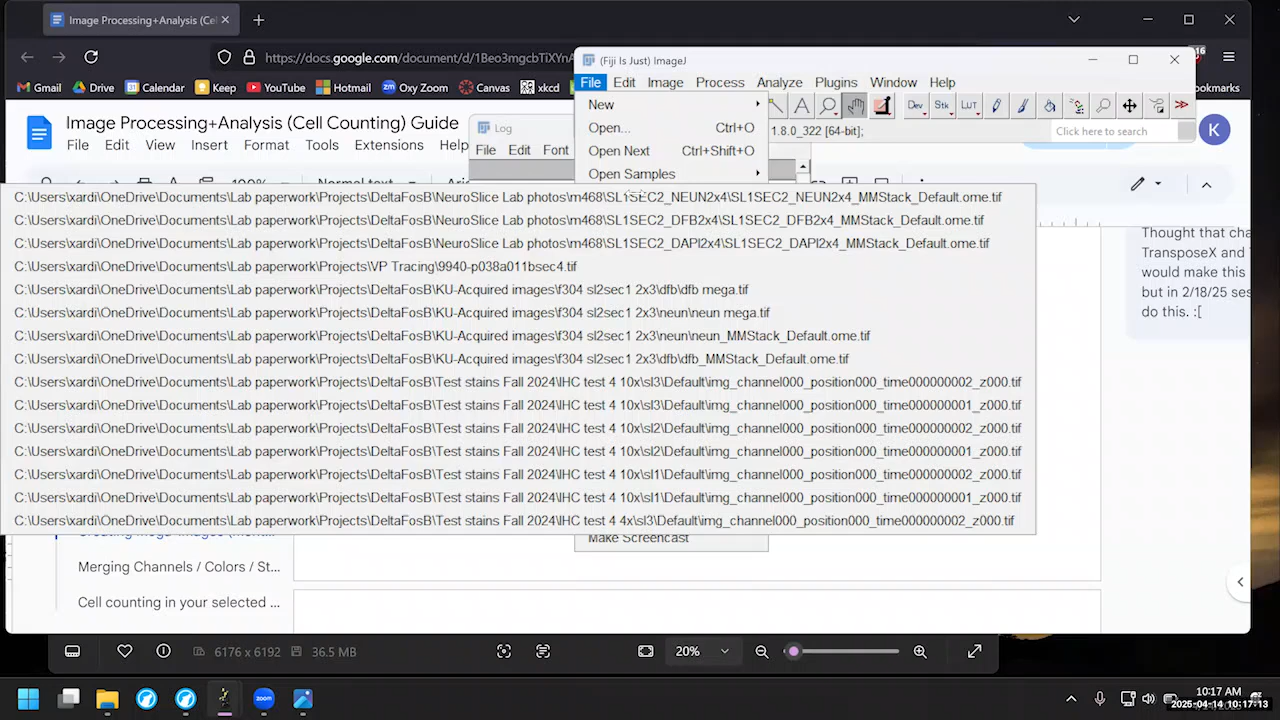 Image Processing+Analysis (Ce
https://docs.google.com/document/d/1Beo3mgcbTiXYnA
16
Gmail
Drive
Calendar
Keep
YouTube
Hotmail
Oxy Zoom
Canvas
xkcd
ookmarks
(Fiji Is Just) ImageJ
File Edit Image Process Analyze Plugins Window Help
Dev Stk LUT
1.8.0_322 [64-bit];
Click here to search
K
Image Processing+Analysis (Cell Counting) Guide
File Edit View Insert Format Tools Extensions Help
Log
File Edit Font
New
Open... Ctrl+O
Open Next Ctrl+Shift+O
Open Samples
C:\Users\xardi\OneDrive\Documents\Lab paperwork\Projects\DeltaFosB\NeuroSlice Lab photos\m468\SL1SEC2_NEUN2x4\SL1SEC2_NEUN2x4_MMStack_Default.ome.tif
C:\Users\xardi\OneDrive\Documents\Lab paperwork\Projects\DeltaFosB\NeuroSlice Lab photos\m468\SL1SEC2_DFB2x4\SL1SEC2_DFB2x4_MMStack_Default.ome.tif
C:\Users\xardi\OneDrive\Documents\Lab paperwork\Projects\DeltaFosB\NeuroSlice Lab photos\m468\SL1SEC2_DAPI2x4\SL1SEC2_DAPI2x4_MMStack_Default.ome.tif
C:\Users\xardi\OneDrive\Documents\Lab paperwork\Projects\VP Tracing\9940-p038a011bsec4.tif
C:\Users\xardi\OneDrive\Documents\Lab paperwork\Projects\DeltaFosB\KU-Acquired images\f304 sl2sec1 2x3\dfb\dfb mega.tif
C:\Users\xardi\OneDrive\Documents\Lab paperwork\Projects\DeltaFosB\KU-Acquired images\f304 sl2sec1 2x3\neun\neun mega.tif
C:\Users\xardi\OneDrive\Documents\Lab paperwork\Projects\DeltaFosB\KU-Acquired images\f304 sl2sec1 2x3\neun\neun_MMStack_Default.ome.tif
C:\Users\xardi\OneDrive\Documents\Lab paperwork\Projects\DeltaFosB\KU-Acquired images\f304 sl2sec1 2x3\dfb\dfb_MMStack_Default.ome.tif
C:\Users\xardi\OneDrive\Documents\Lab paperwork\Projects\DeltaFosB\Test stains Fall 2024\IHC test 4 10x\sl3\Default\img_channel000_position000_time000000002_z000.tif
C:\Users\xardi\OneDrive\Documents\Lab paperwork\Projects\DeltaFosB\Test stains Fall 2024\IHC test 4 10x\sl3\Default\img_channel000_position000_time000000001_z000.tif
C:\Users\xardi\OneDrive\Documents\Lab paperwork\Projects\DeltaFosB\Test stains Fall 2024\IHC test 4 10x\sl2\Default\img_channel000_position000_time000000002_z000.tif
C:\Users\xardi\OneDrive\Documents\Lab paperwork\Projects\DeltaFosB\Test stains Fall 2024\IHC test 4 10x\sl2\Default\img_channel000_position000_time000000001_z000.tif
C:\Users\xardi\OneDrive\Documents\Lab paperwork\Projects\DeltaFosB\Test stains Fall 2024\IHC test 4 10x\sl1\Default\img_channel000_position000_time000000002_z000.tif
C:\Users\xardi\OneDrive\Documents\Lab paperwork\Projects\DeltaFosB\Test stains Fall 2024\IHC test 4 10x\sl1\Default\img_channel000_position000_time000000001_z000.tif
C:\Users\xardi\OneDrive\Documents\Lab paperwork\Projects\DeltaFosB\Test stains Fall 2024\IHC test 4 4x\sl3\Default\img_channel000_position000_time000000002_z000.tif
Make Screencast
Thought that cha
TransposeX and
would make this
but in 2/18/25 ses
do this. :[
Merging Channels / Colors / St...
Cell counting in your selected ...
6176 x 6192
36.5 MB
20%
zoom
10:17 AM
2025-04-14 10:17:13